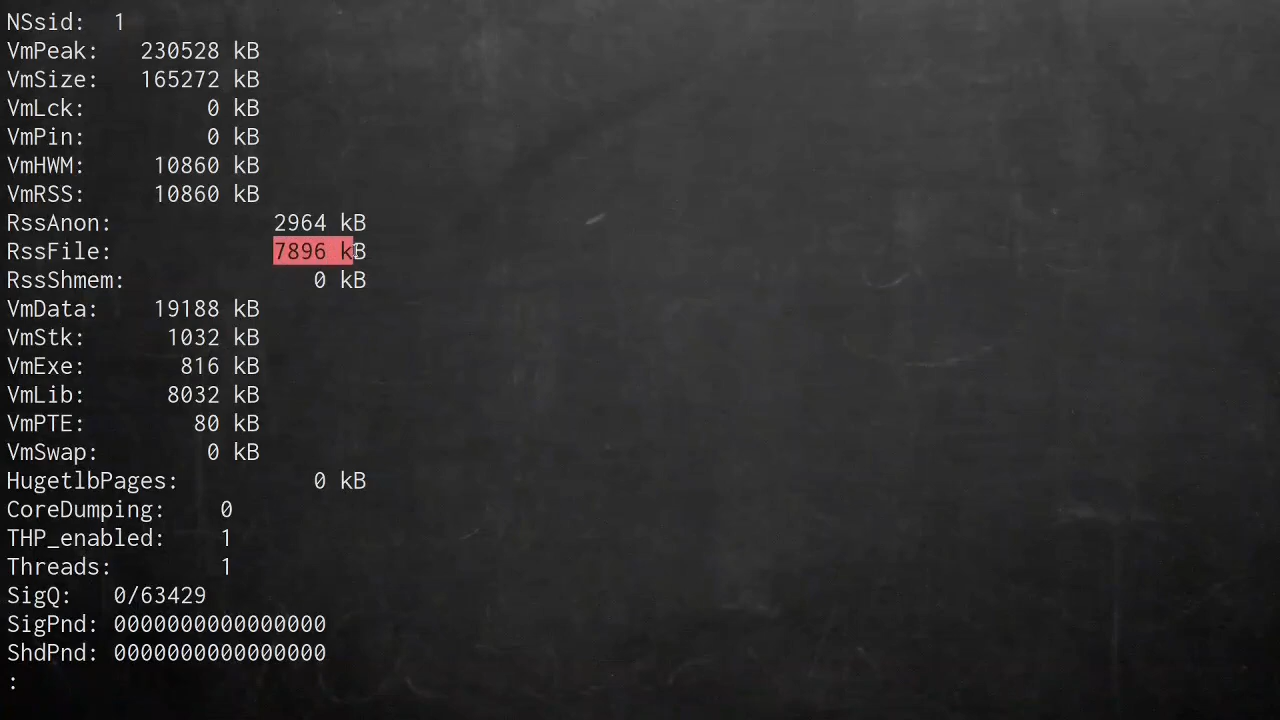 NSsid:  1
VmPeak:   230528 kB
VmSize:   165272 kB
VmLck:         0 kB
VmPin:         0 kB
VmHWM:     10860 kB
VmRSS:     10860 kB
RssAnon:            2964 kB
RssFile:            7896 kB
RssShmem:              0 kB
VmData:    19188 kB
VmStk:      1032 kB
VmExe:       816 kB
VmLib:      8032 kB
VmPTE:        80 kB
VmSwap:        0 kB
HugetlbPages:          0 kB
CoreDumping:    0
THP_enabled:    1
Threads:        1
SigQ:   0/63429
SigPnd: 0000000000000000
ShdPnd: 0000000000000000
: